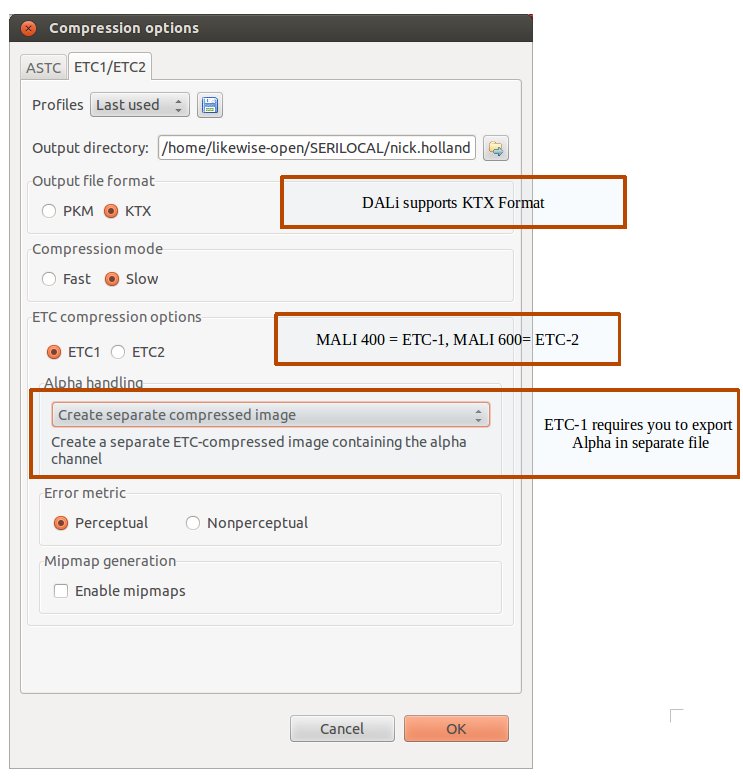 Compression options
ASTC ETC1/ETC2
Profiles Last used
Output directory: /home/likewise-open/SERILOCAL/nick.holland
Output file format
PKM KTX
DALi supports KTX Format
Compression mode
Fast Slow
ETC compression options
MALI 400 = ETC-1, MALI 600= ETC-2
ETC1 ETC2
Alpha handling
Create separate compressed image
Create a separate ETC-compressed image containing the alpha
channel
ETC-1 requires you to export
Alpha in separate file
Error metric
Perceptual Nonperceptual
Mipmap generation
Enable mipmaps
Cancel OK